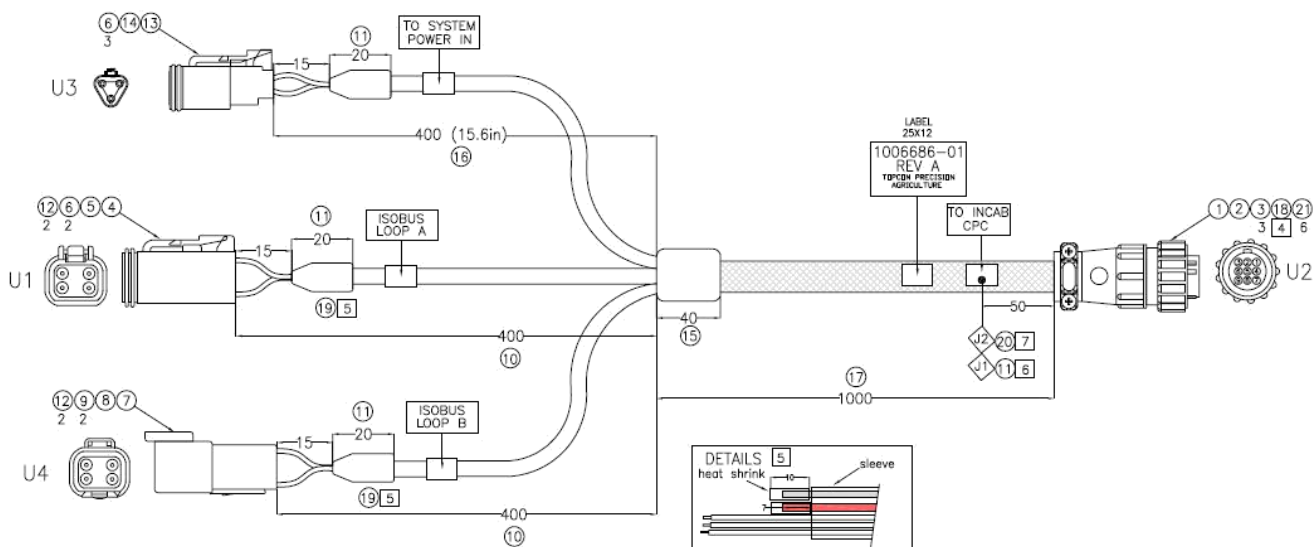 6 14 13
3
U3
15
11
20
TO SYSTEM
POWER IN
400 (15.6in)
16
LABEL
25X12
1006686-01
REV A
TOPCON PRECISION
AGRICULTURE
TO INCAB
CPC
1 2 3 18 21
3 4 6
U2
12 6 5 4
2 2
U1
15
11
20
ISOBUS
LOOP A
19 5
400
10
40
15
50
J2 20 7
J1 11 6
17
1000
12 9 8 7
2 2
U4
15
11
20
ISOBUS
LOOP B
19 5
400
10
DETAILS 5
heat shrink
sleeve
10
7